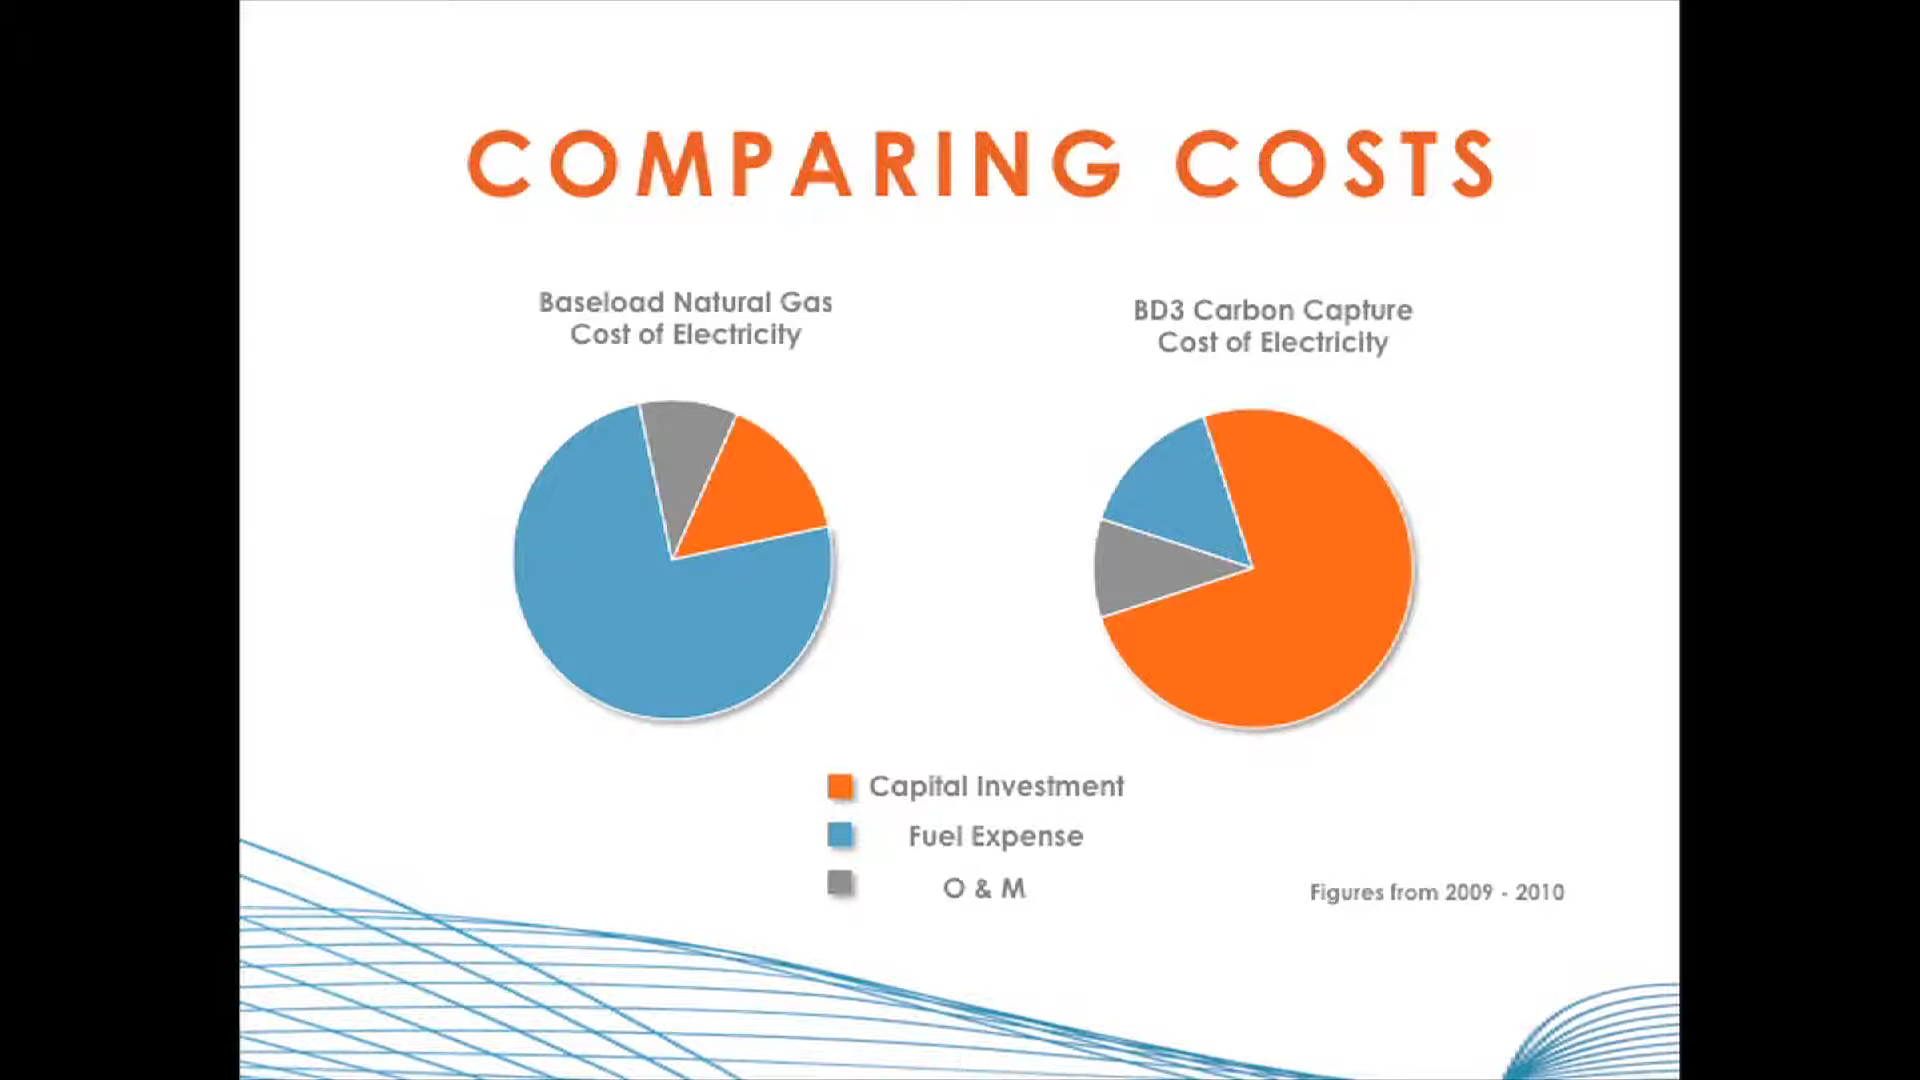 COMPARING COSTS
Baseload Natural Gas
Cost of Electricity
BD3 Carbon Capture
Cost of Electricity
Capital Investment
Fuel Expense
O & M
Figures from 2009 - 2010